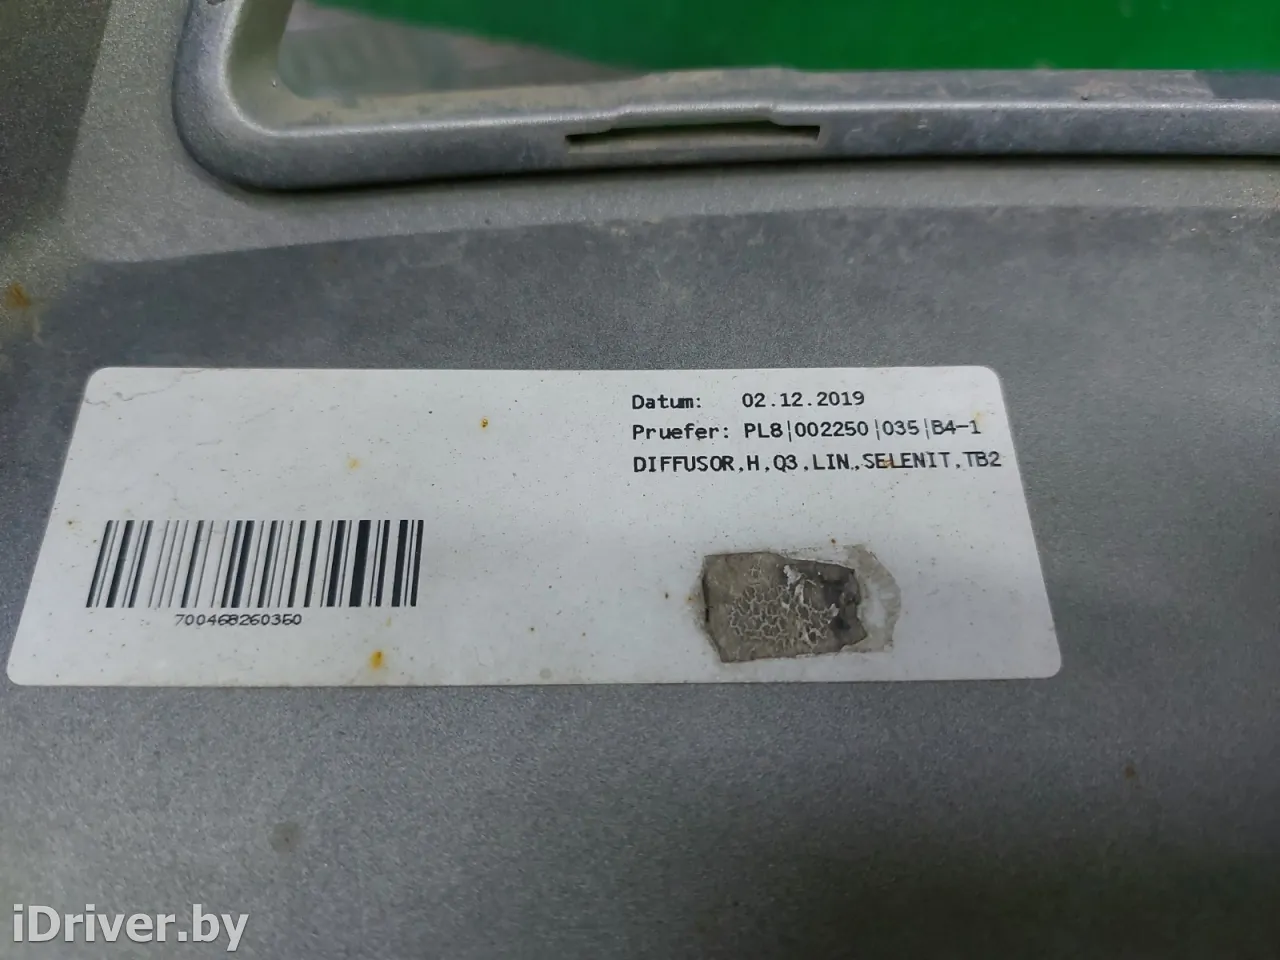 Datum: 02.12.2019
Pruefer: PL8|002250|035|B4-1
DIFFUSOR,H,Q3,LIN.,SELENIT,TB2
700468260350
iDriver.by